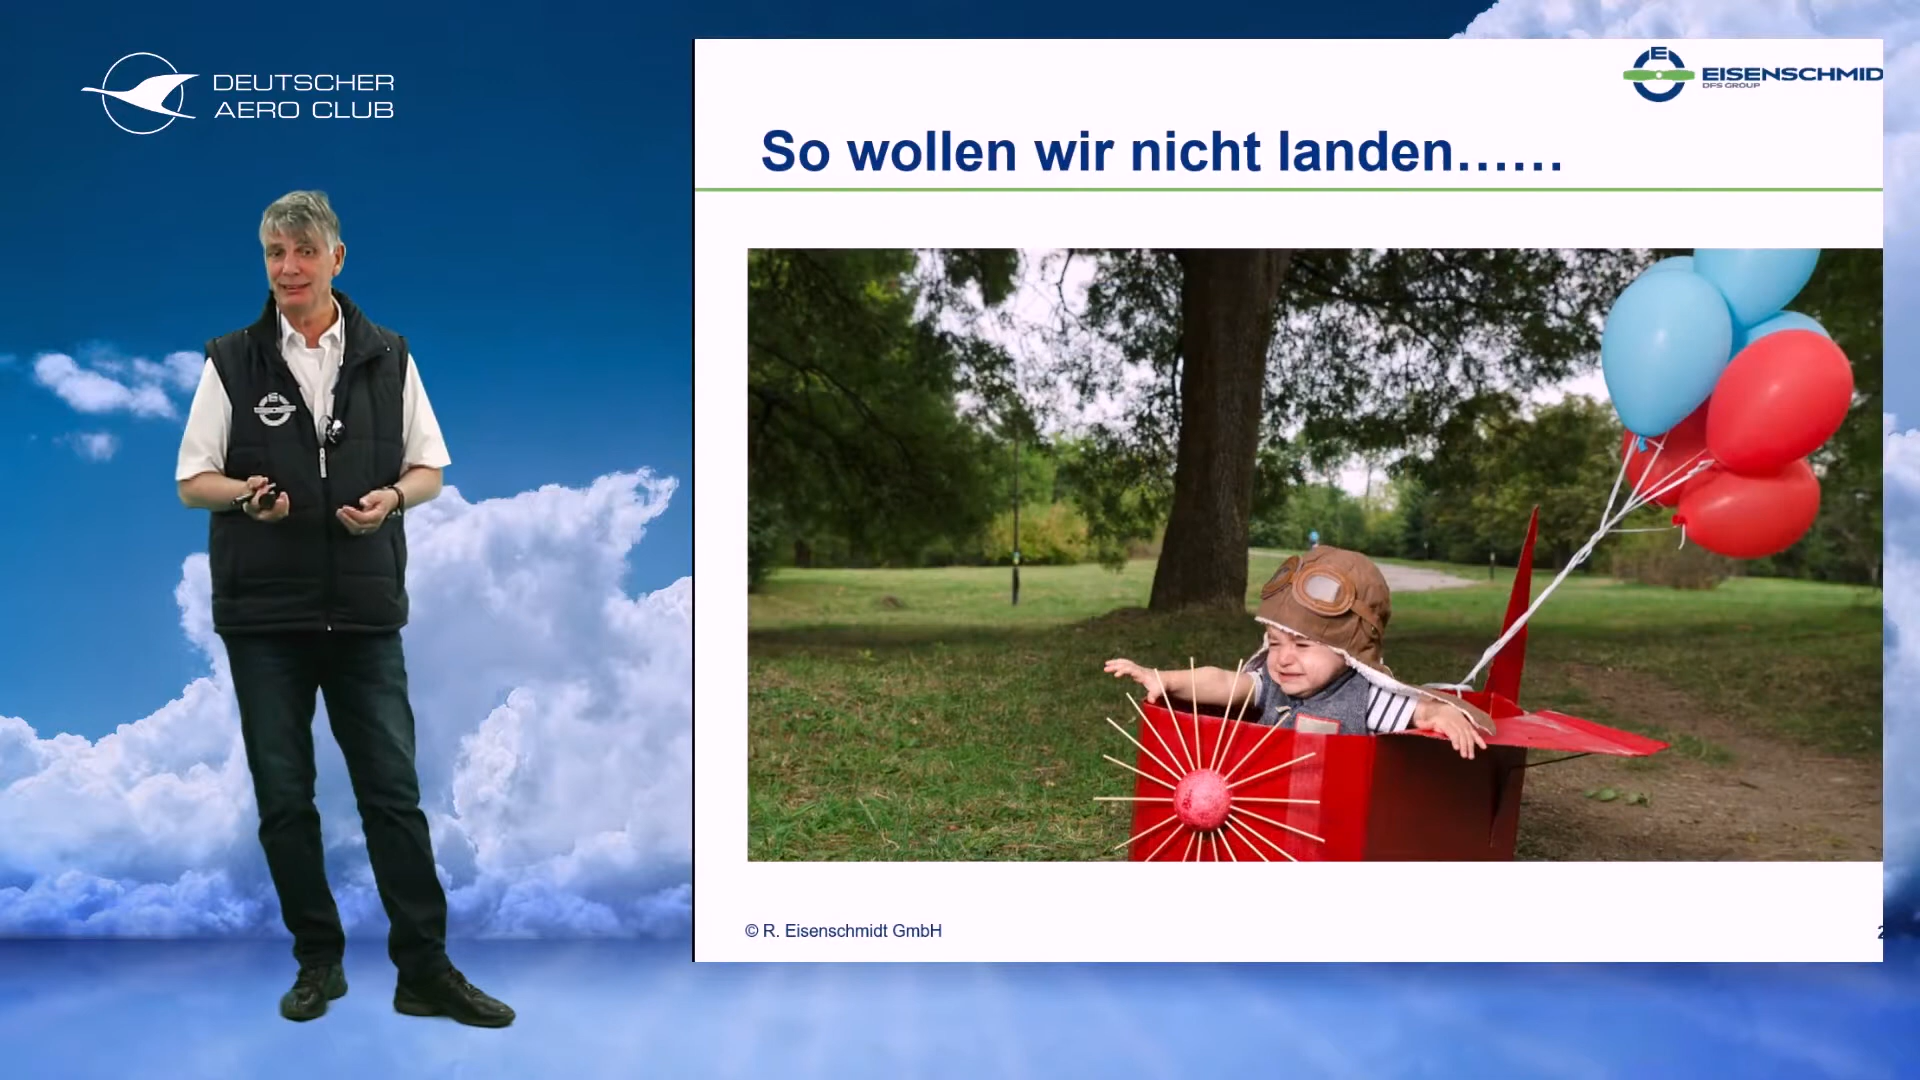 DEUTSCHER
AERO CLUB
EISENSCHMID
DFS GROUP
So wollen wir nicht landen......
© R. Eisenschmidt GmbH